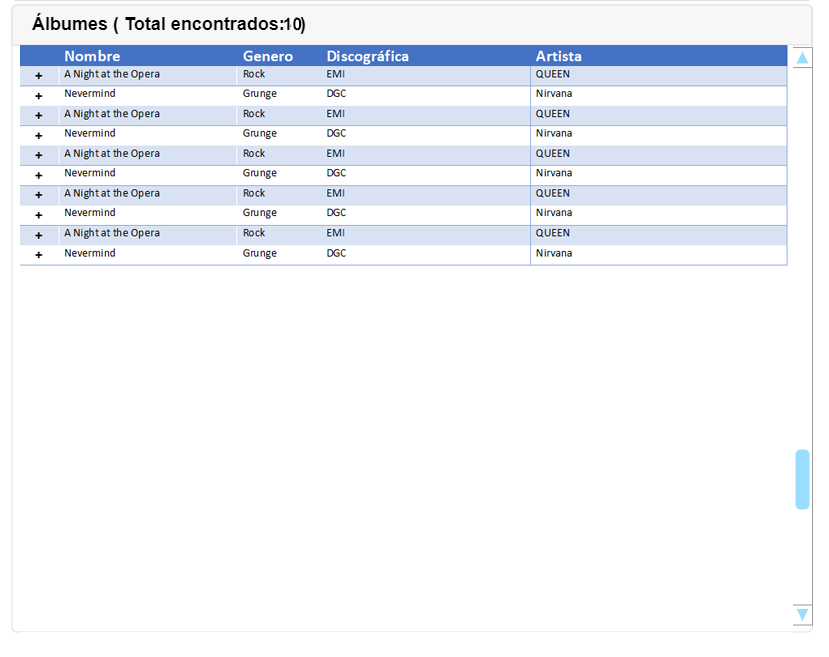 Álbumes ( Total encontrados:10)
Nombre Genero Discográfica Artista
+ A Night at the Opera Rock EMI QUEEN
+ Nevermind Grunge DGC Nirvana
+ A Night at the Opera Rock EMI QUEEN
+ Nevermind Grunge DGC Nirvana
+ A Night at the Opera Rock EMI QUEEN
+ Nevermind Grunge DGC Nirvana
+ A Night at the Opera Rock EMI QUEEN
+ Nevermind Grunge DGC Nirvana
+ A Night at the Opera Rock EMI QUEEN
+ Nevermind Grunge DGC Nirvana